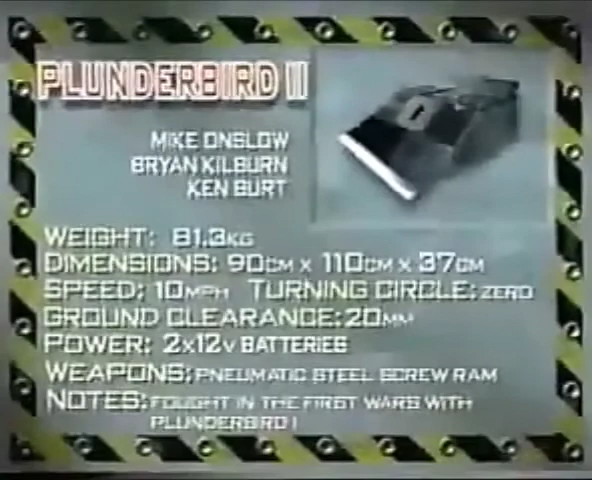 PLUNDERBIRD II
MIKE ONSLOW
BRYAN KILBURN
KEN BURT
WEIGHT: 81.3KG
DIMENSIONS: 90CM X 110CM X 37CM
SPEED: 10MPH TURNING CIRCLE: ZERO
GROUND CLEARANCE: 20MM
POWER: 2X12V BATTERIES
WEAPONS: PNEUMATIC STEEL SCREW RAM
NOTES: FOUGHT IN THE FIRST WARS WITH
PLUNDERBIRD I